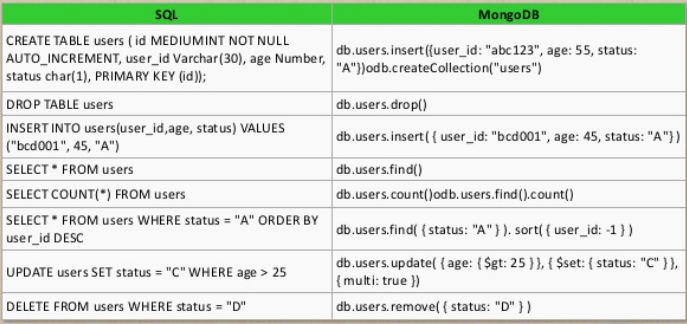 SQL
MongoDB
CREATE TABLE users ( id MEDIUMINT NOT NULL
AUTO_INCREMENT, user_id Varchar(30), age Number,
status char(1), PRIMARY KEY (id));
db.users.insert({user_id: "abc123", age: 55, status:
"A"})odb.createCollection("users")
DROP TABLE users
db.users.drop()
INSERT INTO users(user_id,age, status) VALUES
("bcd001", 45, "A")
db.users.insert( { user_id: "bcd001", age: 45, status: "A"} )
SELECT * FROM users
db.users.find()
SELECT COUNT(*) FROM users
db.users.count()odb.users.find().count()
SELECT * FROM users WHERE status = "A" ORDER BY
user_id DESC
db.users.find( { status: "A" } ). sort( { user_id: -1 } )
UPDATE users SET status = "C" WHERE age > 25
db.users.update( { age: { $gt: 25 } }, { $set: { status: "C" } },
{ multi: true })
DELETE FROM users WHERE status = "D"
db.users.remove( { status: "D" } )